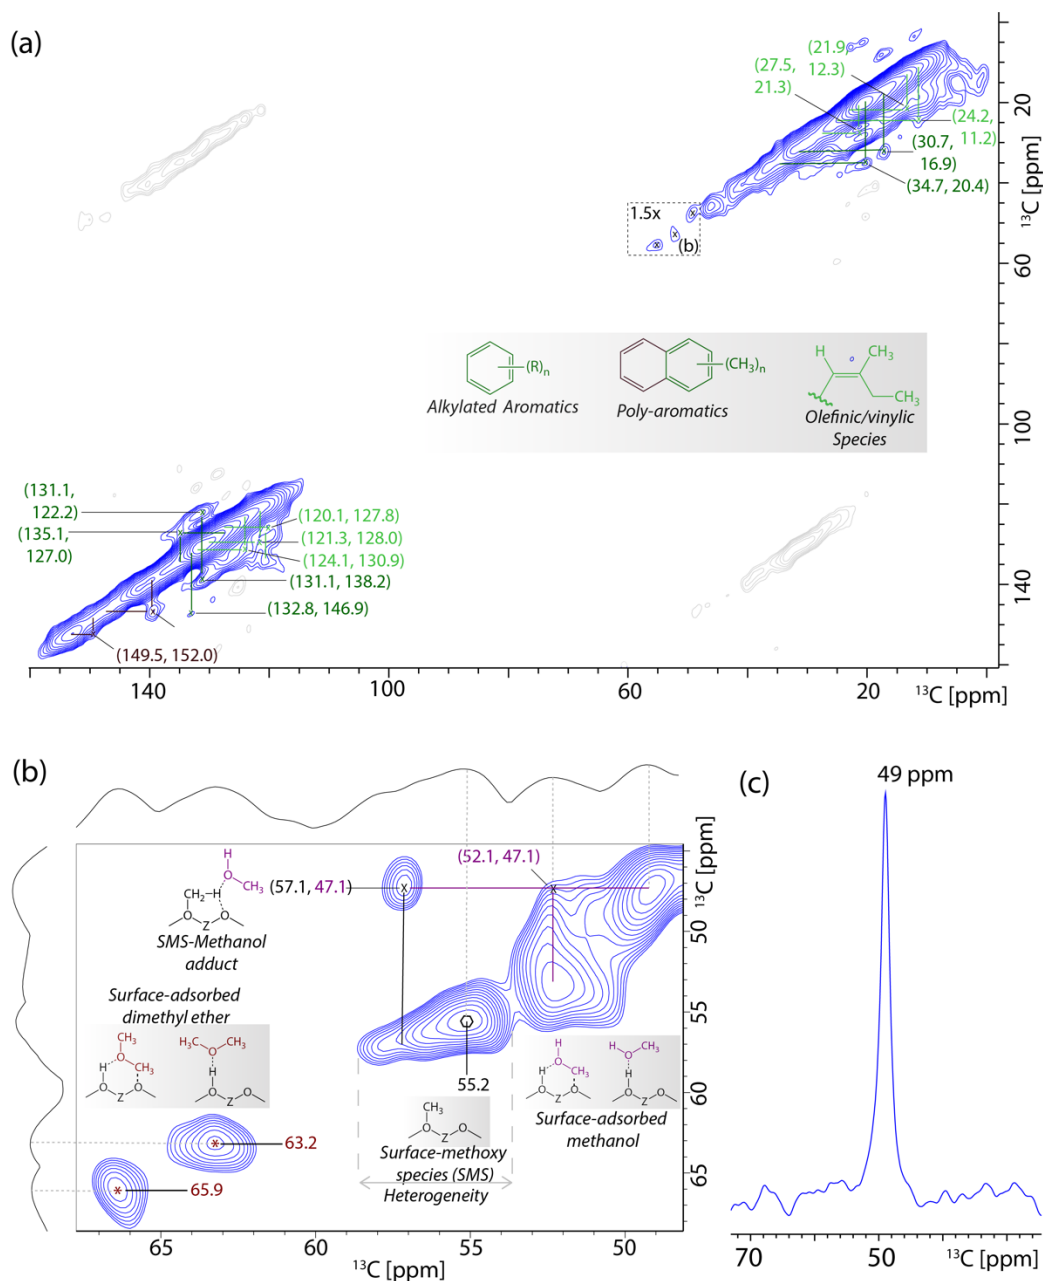 (a)
(21.9,
12.3)
(27.5,
21.3)
20
(24.2,
11.2)
(30.7,
16.9)
(34.7, 20.4)
13C [ppm]
1.5x
(b)
60
H
CH3
(R)n
(CH3)n
CH3
Alkylated Aromatics
Poly-aromatics
Olefinic/vinylic
Species
100
(131.1,
122.2)
(135.1,
127.0)
(120.1, 127.8)
(121.3, 128.0)
(124.1, 130.9)
(131.1, 138.2)
(132.8, 146.9)
140
(149.5, 152.0)
140
100
60
20
13C [ppm]
(b)
(c)
49 ppm
H
O
CH3
CH2-H
O
Z
O
(57.1, 47.1)
(52.1, 47.1)
13C [ppm]
SMS-Methanol
adduct
50
Surface-adsorbed
dimethyl ether
CH3
O
CH3
H
O
Z
O
H3C
CH3
O
H
O
Z
O
55
55.2
CH3
O
Z
O
Surface-methoxy
species (SMS)
Heterogeneity
H
O
CH3
H
O
Z
O
H
O
CH3
H
O
Z
O
Surface-adsorbed
methanol
60
63.2
65.9
65
65
60
55
50
13C [ppm]
70
50
30
13C [ppm]